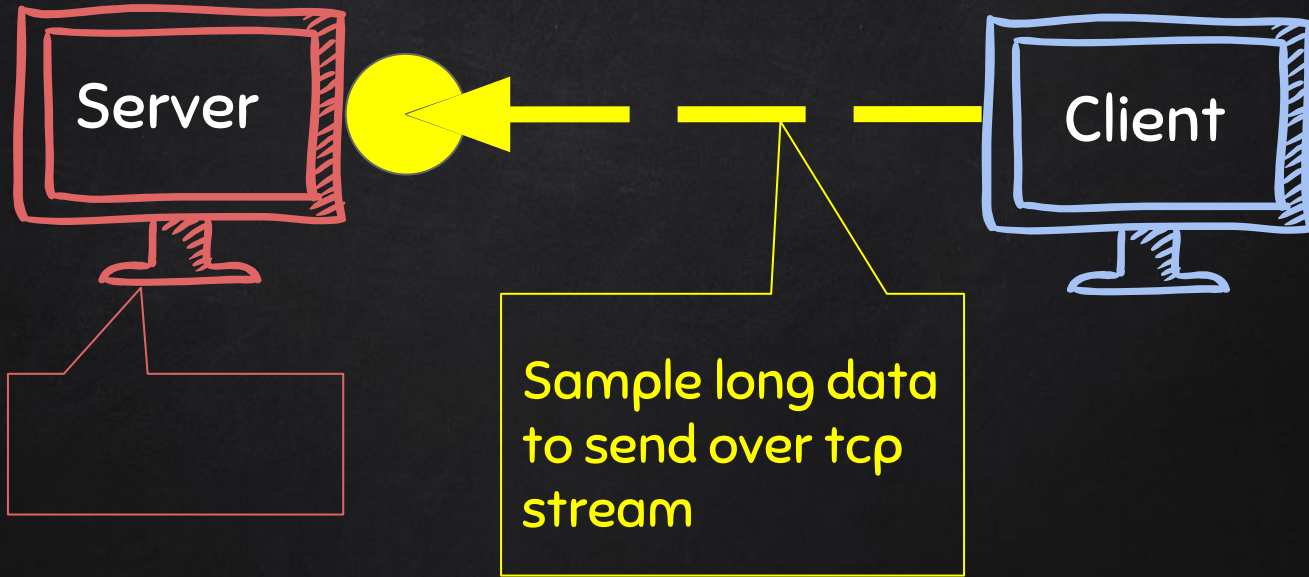 Server
Client
Sample long data
to send over tcp
stream